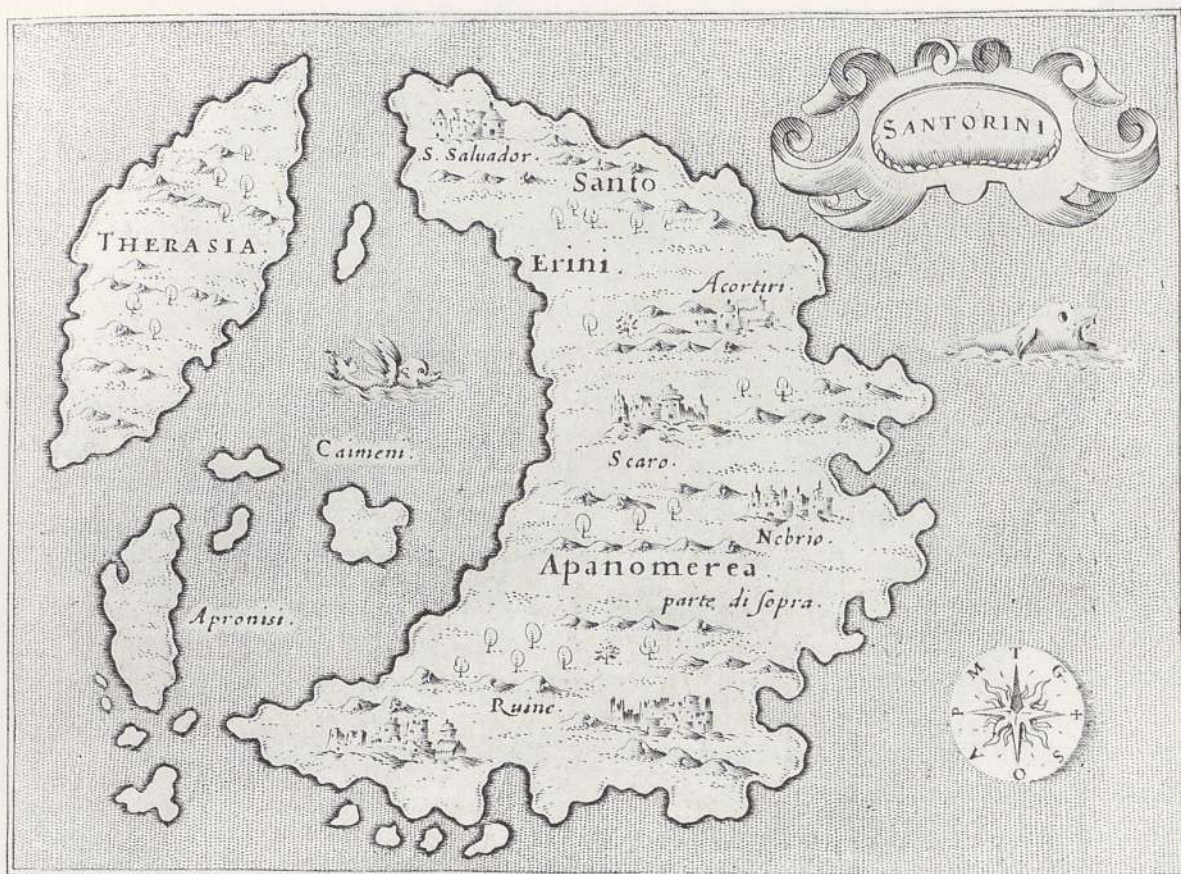 SANTORINI
S. Saluador.
Santo
Erini.
THERASIA.
Acortiri.
Caimeni.
Scaro.
Nebrio.
Apanomerea
parte di ſopra.
Apronisi.
Ruine.
T
G
+
S
O
A
P
M